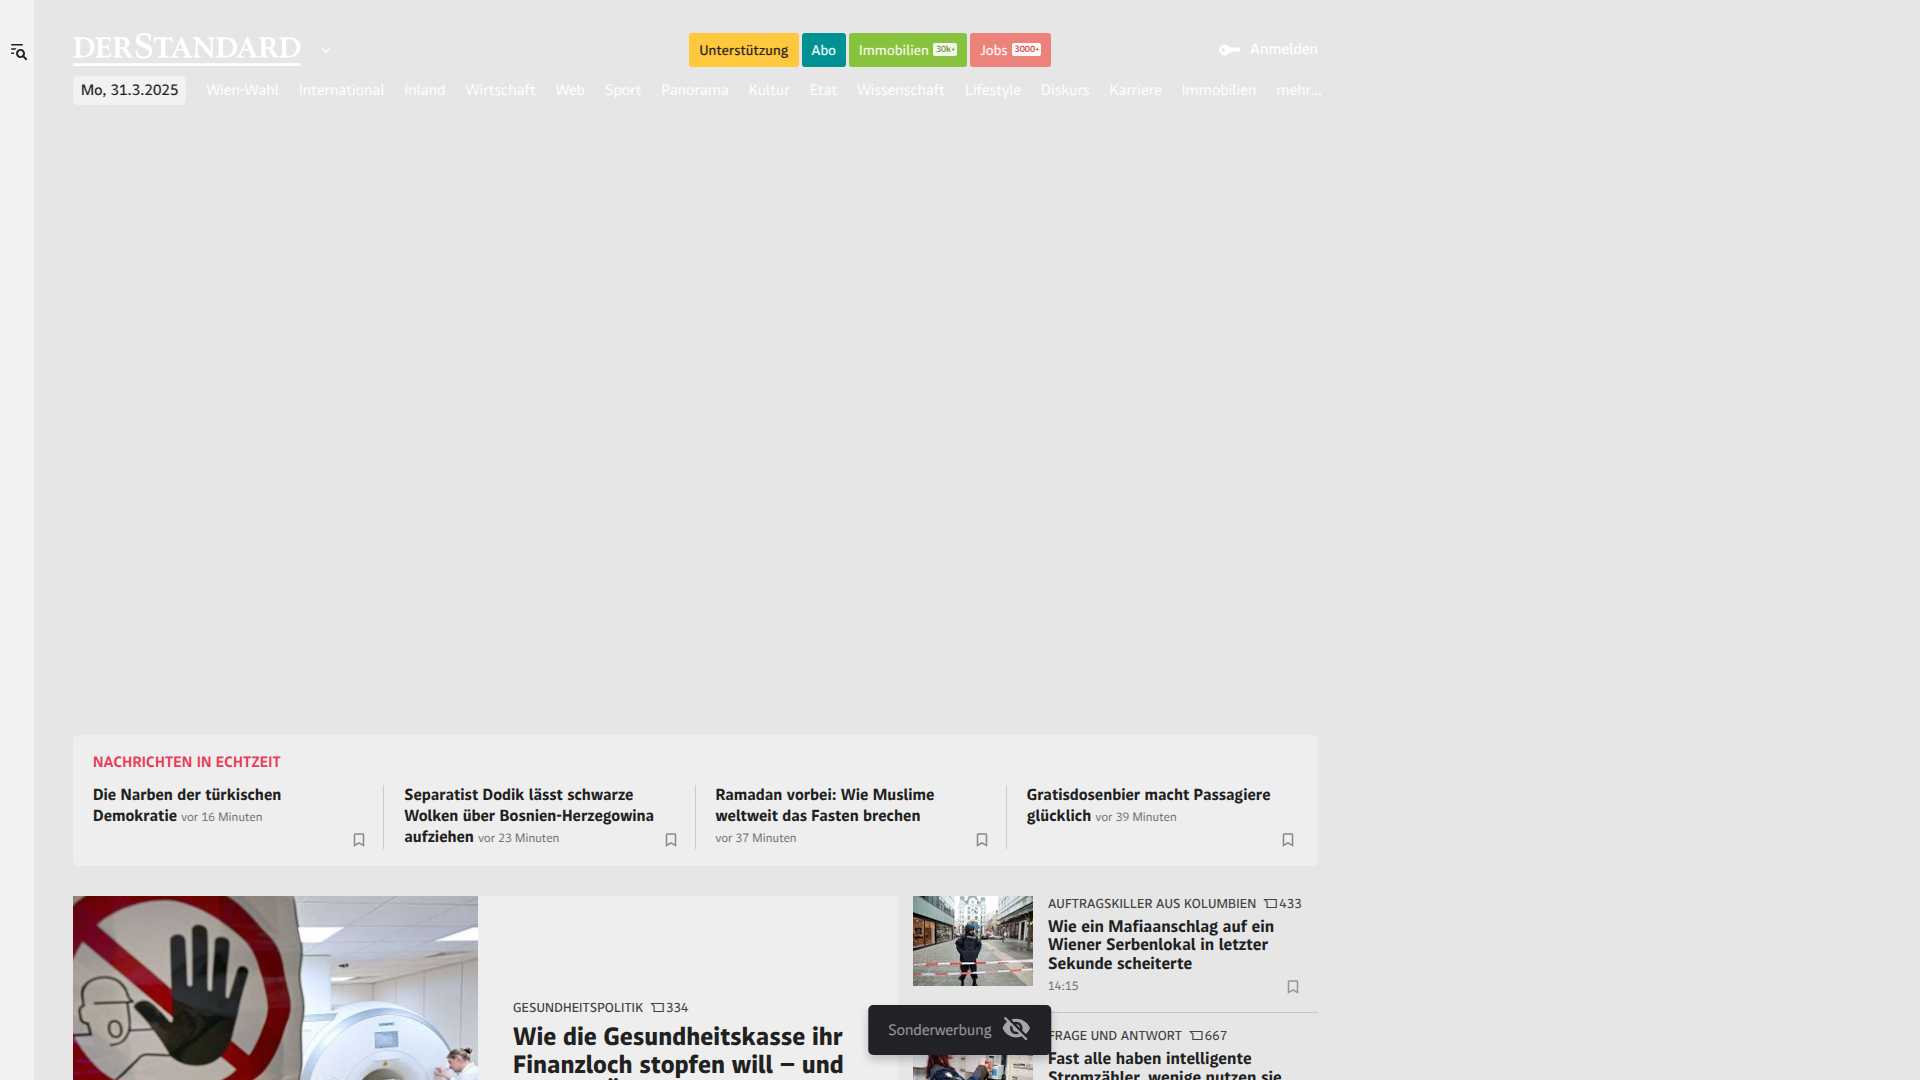 DERSTANDARD
Unterstützung
Abo
Immobilien 30k+
Jobs 3000+
Anmelden
Mo, 31.3.2025
Wien-Wahl
International
Inland
Wirtschaft
Web
Sport
Panorama
Kultur
Etat
Wissenschaft
Lifestyle
Diskurs
Karriere
Immobilien
mehr...
NACHRICHTEN IN ECHTZEIT
Die Narben der türkischen
Demokratie vor 16 Minuten
Separatist Dodik lässt schwarze
Wolken über Bosnien-Herzegowina
aufziehen vor 23 Minuten
Ramadan vorbei: Wie Muslime
weltweit das Fasten brechen
vor 37 Minuten
Gratisdosenbier macht Passagiere
glücklich vor 39 Minuten
GESUNDHEITSPOLITIK 334
Wie die Gesundheitskasse ihr
Finanzloch stopfen will – und
AUFTRAGSKILLER AUS KOLUMBIEN 433
Wie ein Mafiaanschlag auf ein
Wiener Serbenlokal in letzter
Sekunde scheiterte
14:15
Sonderwerbung
FRAGE UND ANTWORT 667
Fast alle haben intelligente
Stromzähler, wenige nutzen sie